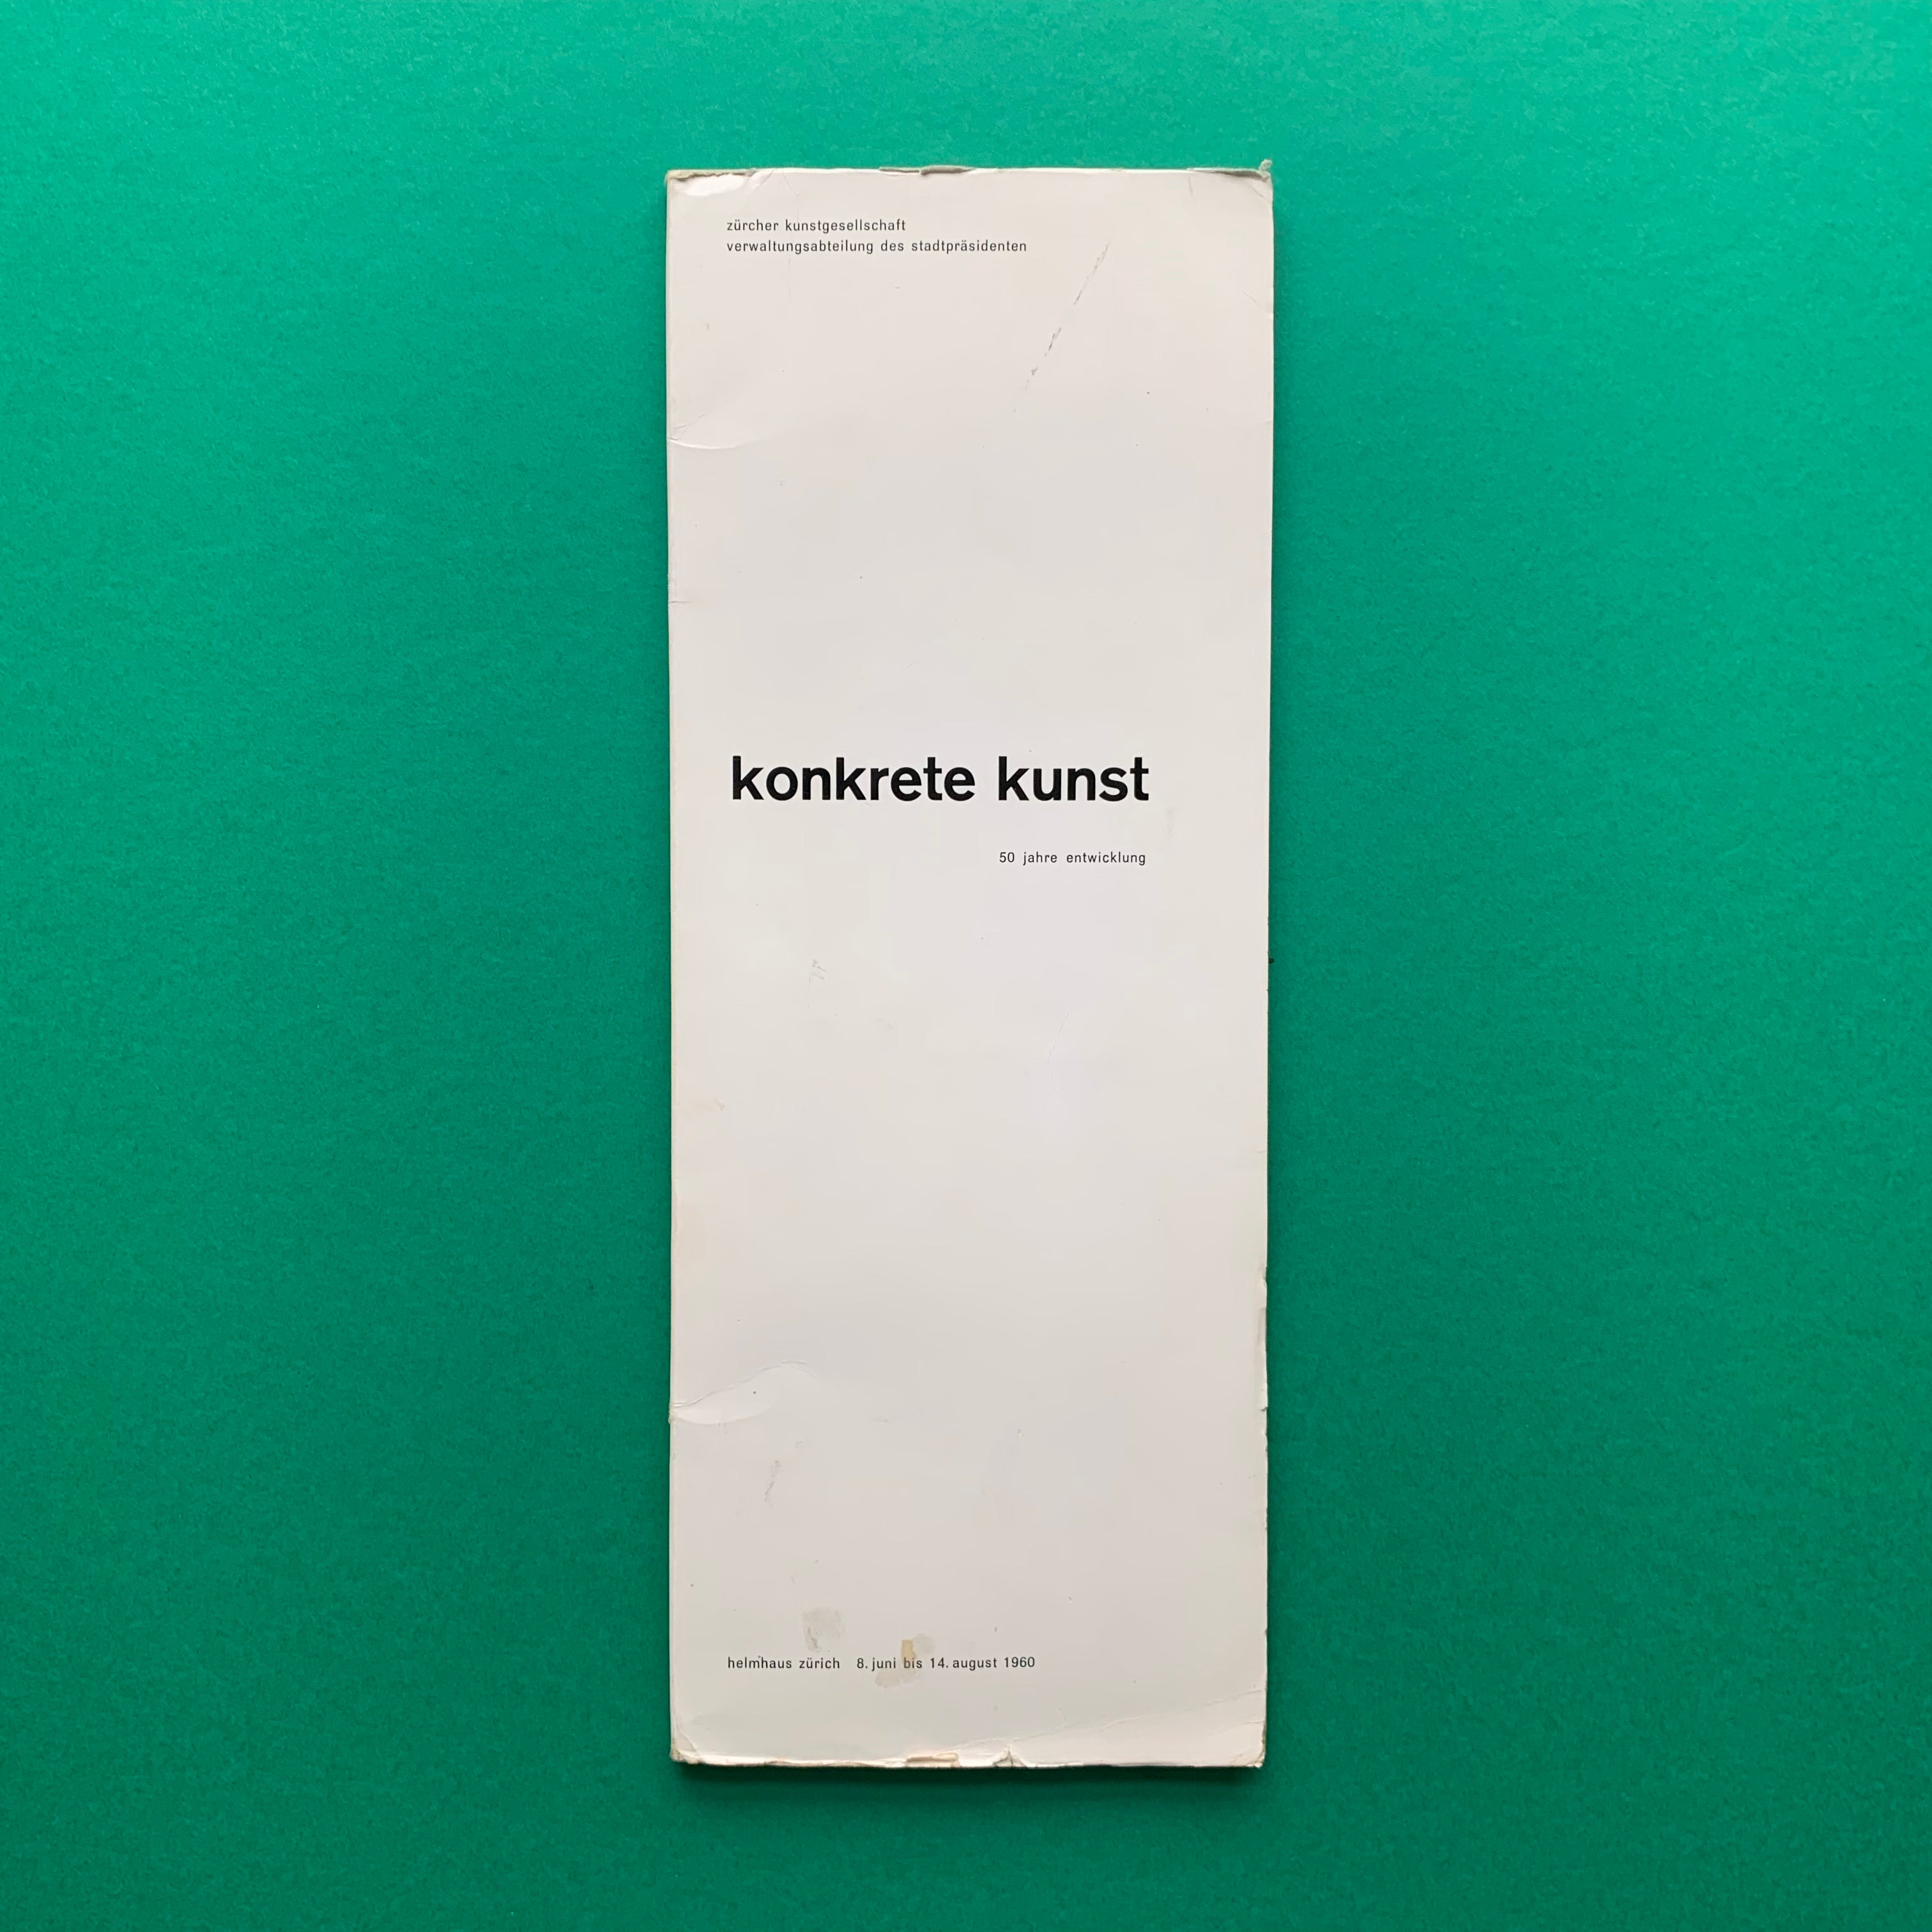 zürcher kunstgesellschaft
verwaltungsabteilung des stadtpräsidenten
konkrete kunst
50 jahre entwicklung
helmhaus zürich 8. juni bis 14. august 1960